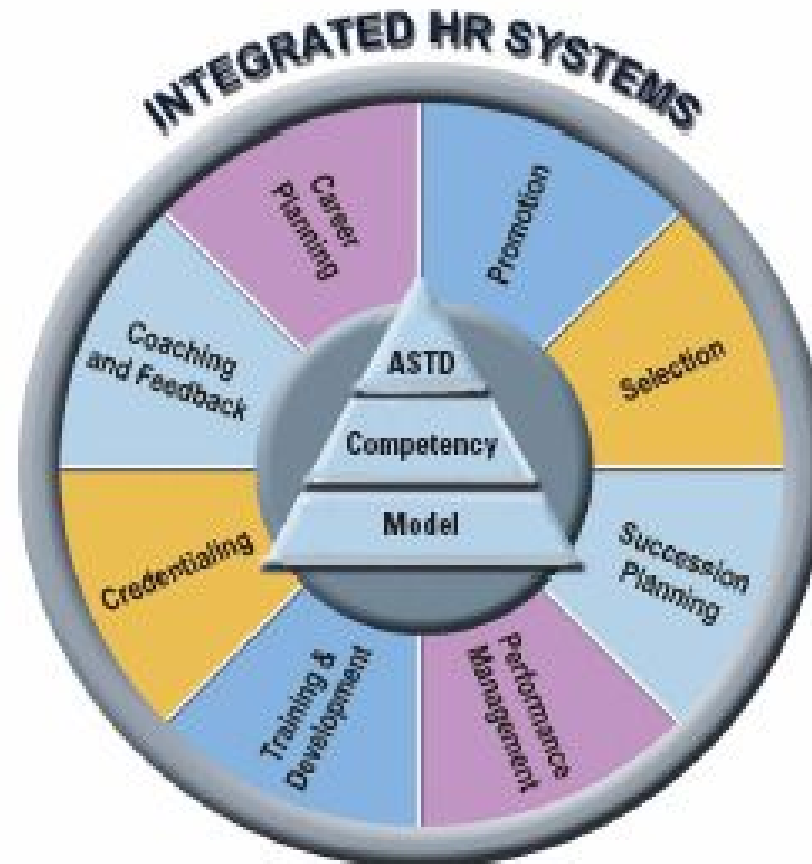 INTEGRATED HR SYSTEMS
Career
Planning
Promotion
Coaching
and Feedback
Selection
ASTD
Competency
Model
Credentialing
Succession
Planning
Training &
Development
Performance
Management